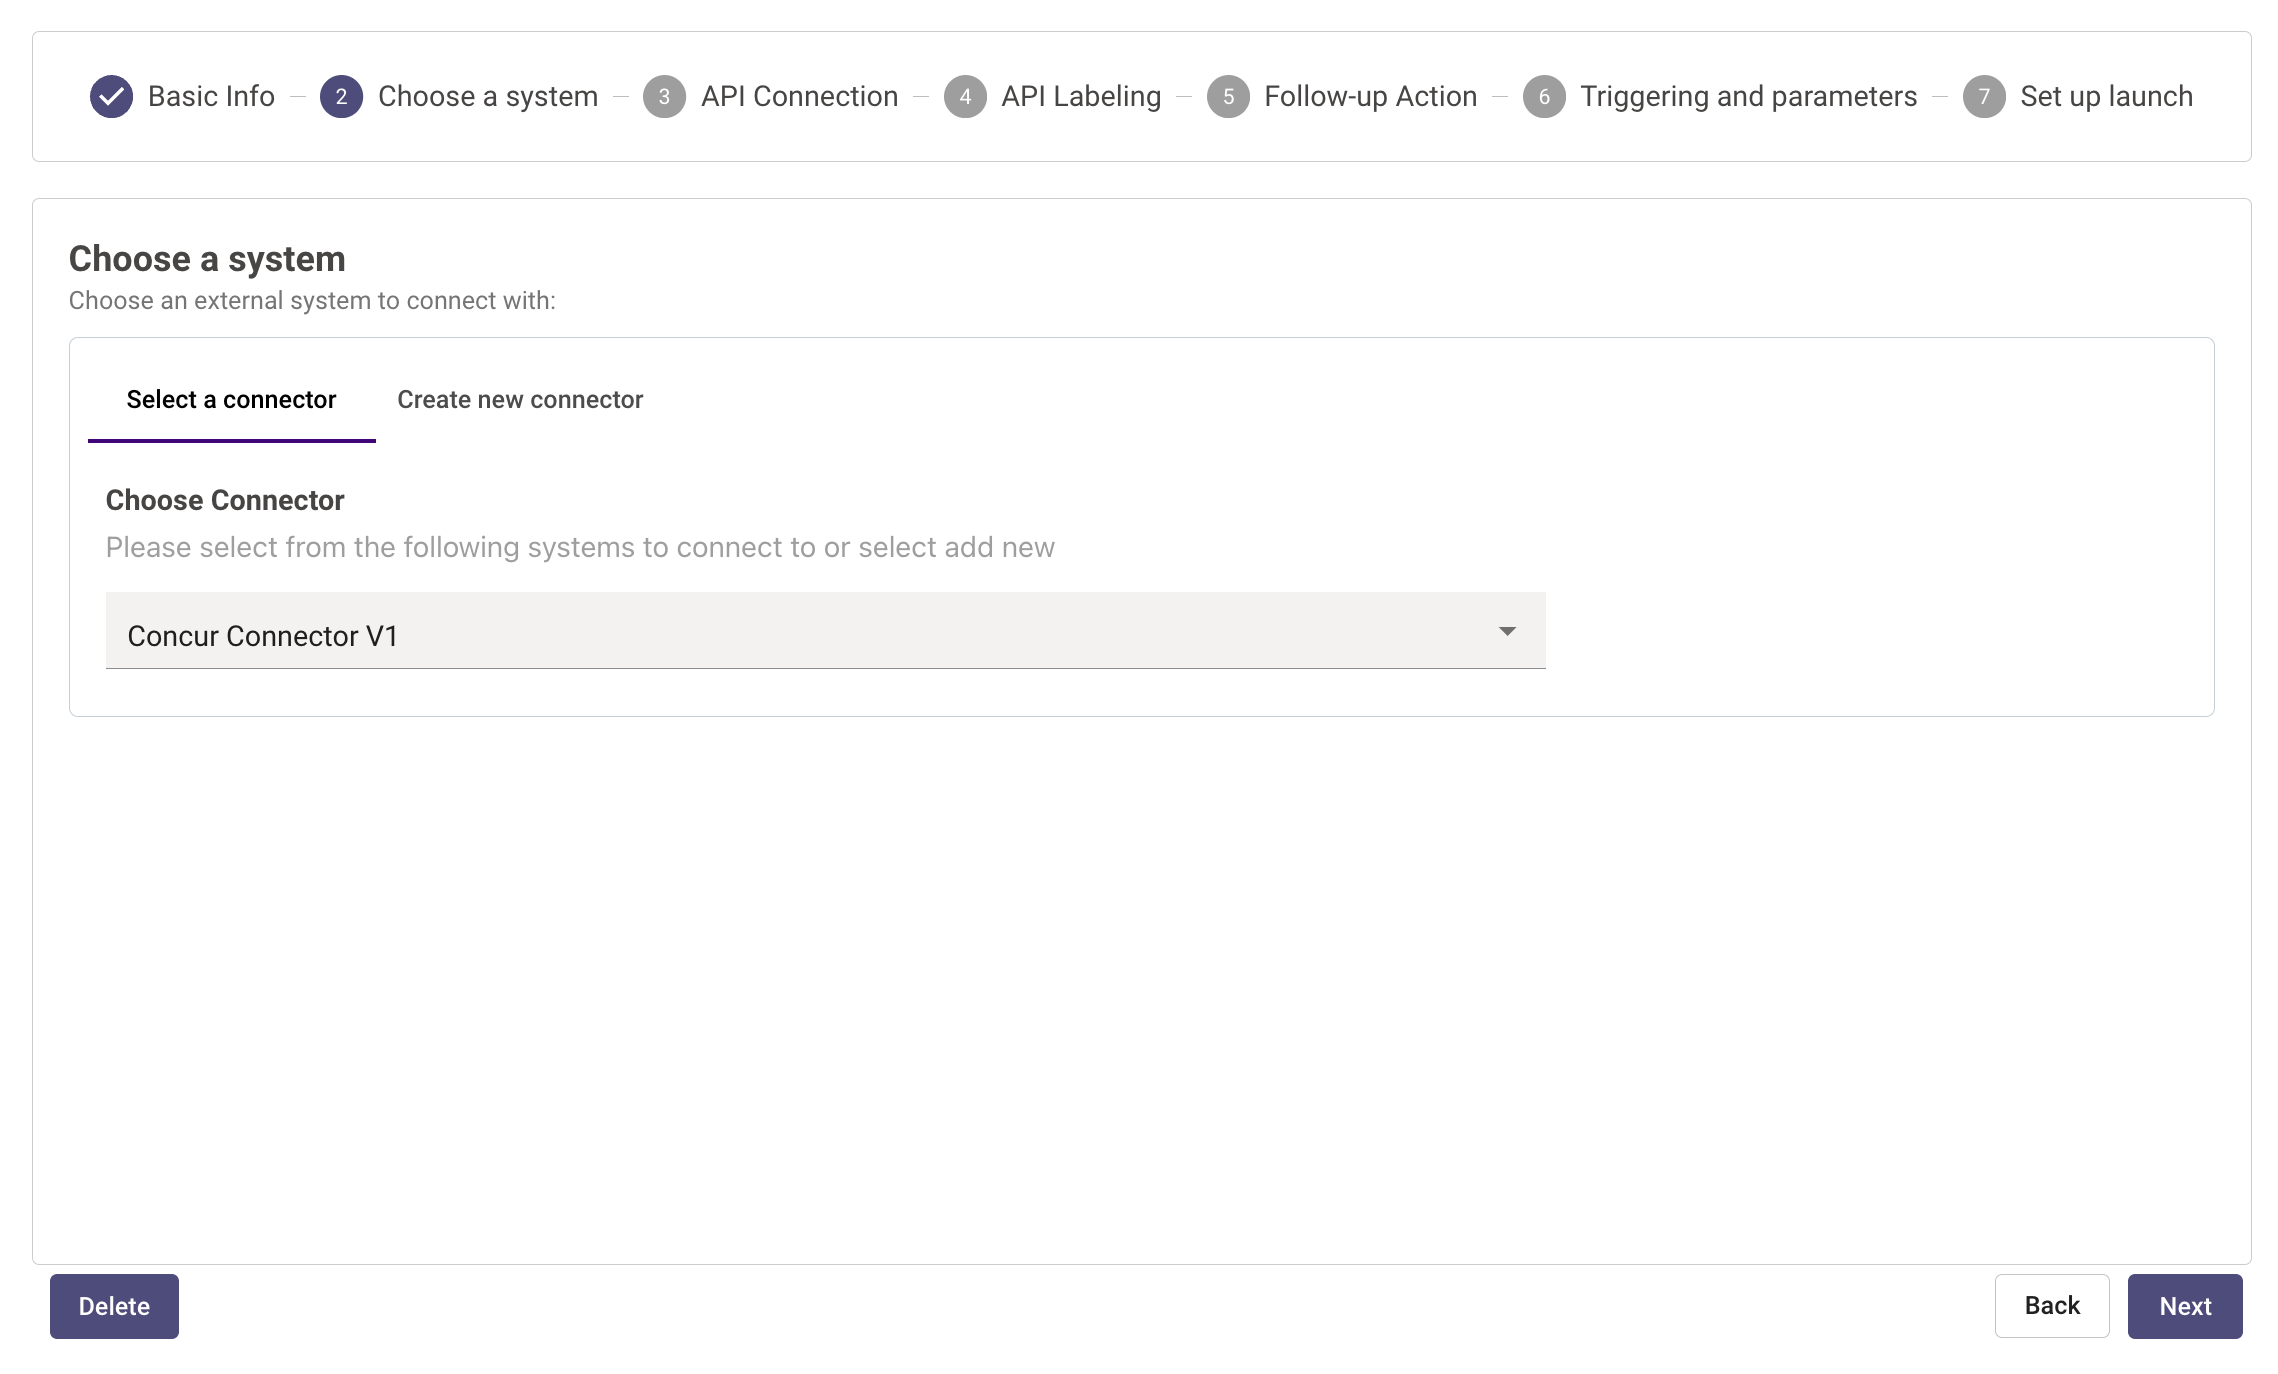 Basic Info
2 Choose a system
3 API Connection
4 API Labeling
5 Follow-up Action
6 Triggering and parameters
7 Set up launch
Choose a system
Choose an external system to connect with:
Select a connector
Create new connector
Choose Connector
Please select from the following systems to connect to or select add new
Concur Connector V1
Delete
Back
Next